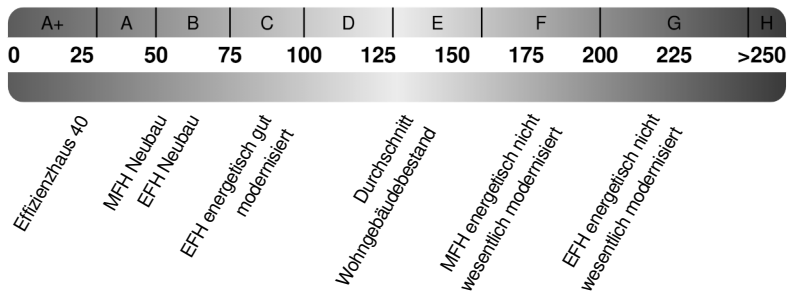 A+ A B C D E F G H
0 25 50 75 100 125 150 175 200 225 >250
Effizienzhaus 40
MFH Neubau
EFH Neubau
EFH energetisch gut
modernisiert
Durchschnitt
Wohngebäudebestand
MFH energetisch nicht
wesentlich modernisiert
EFH energetisch nicht
wesentlich modernisiert